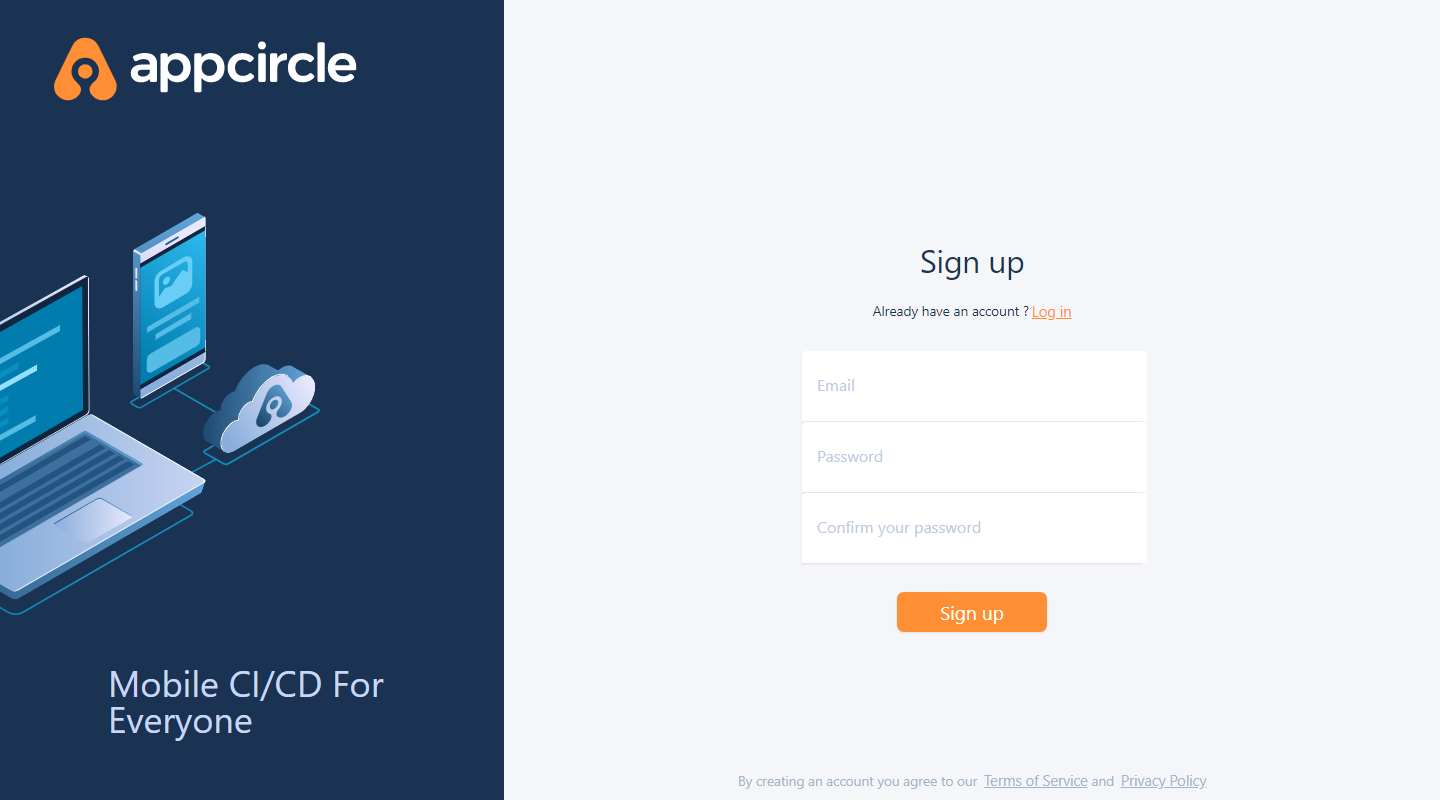 appcircle
Mobile CI/CD For
Everyone
Sign up
Already have an account ? Log in
Email
Password
Confirm your password
Sign up
By creating an account you agree to our Terms of Service and Privacy Policy